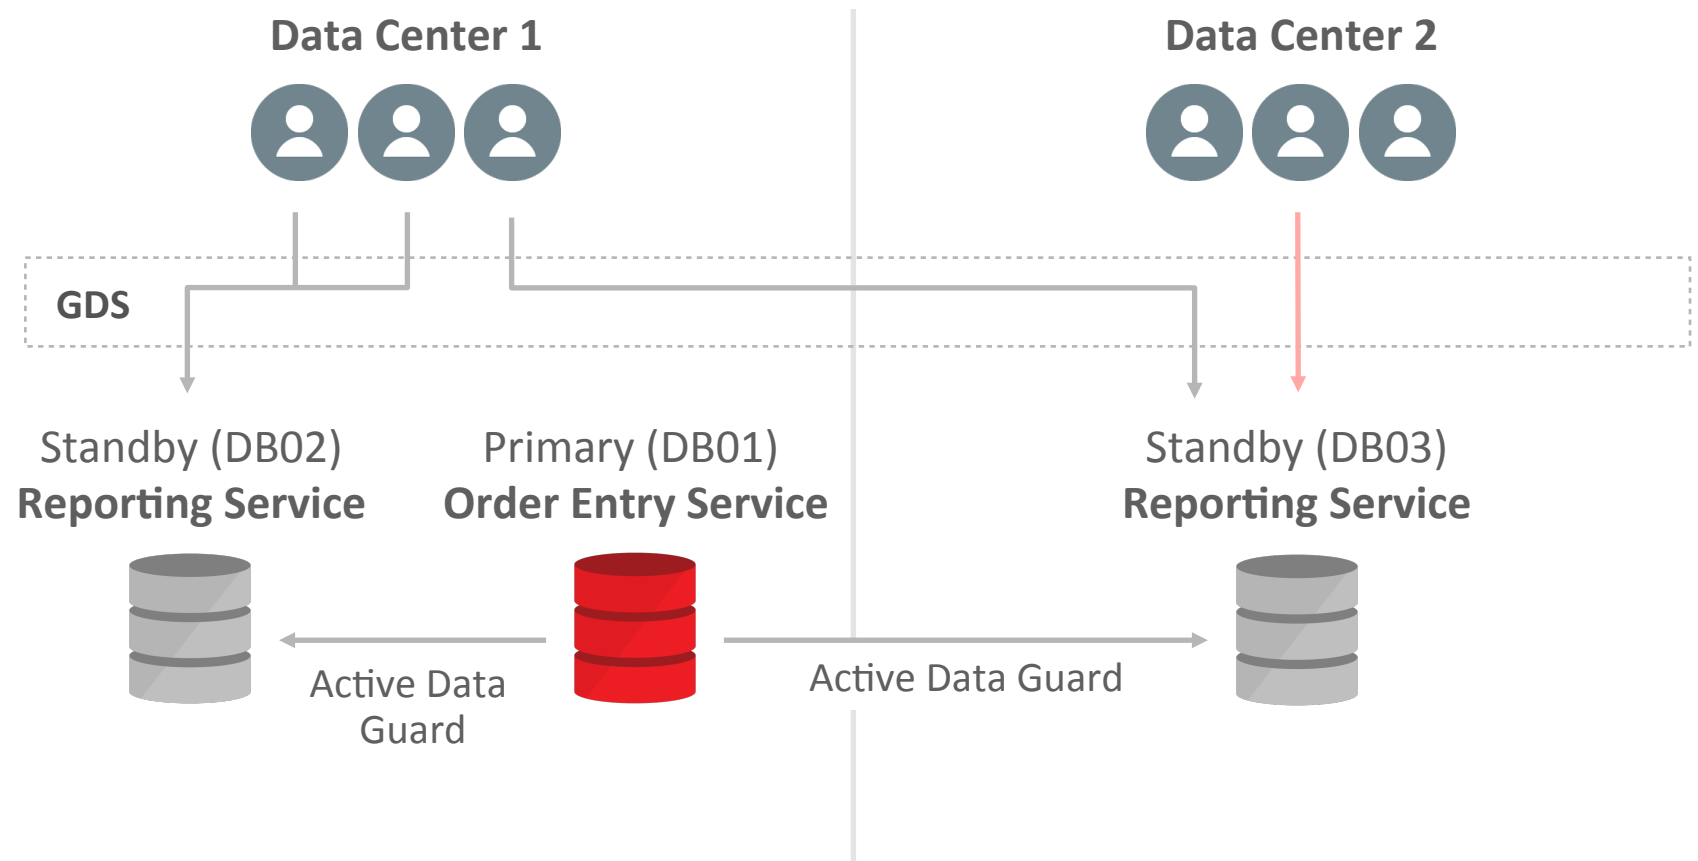 Data Center 1
Data Center 2
GDS
Standby (DB02)
Reporting Service
Primary (DB01)
Order Entry Service
Standby (DB03)
Reporting Service
Active Data
Guard
Active Data Guard